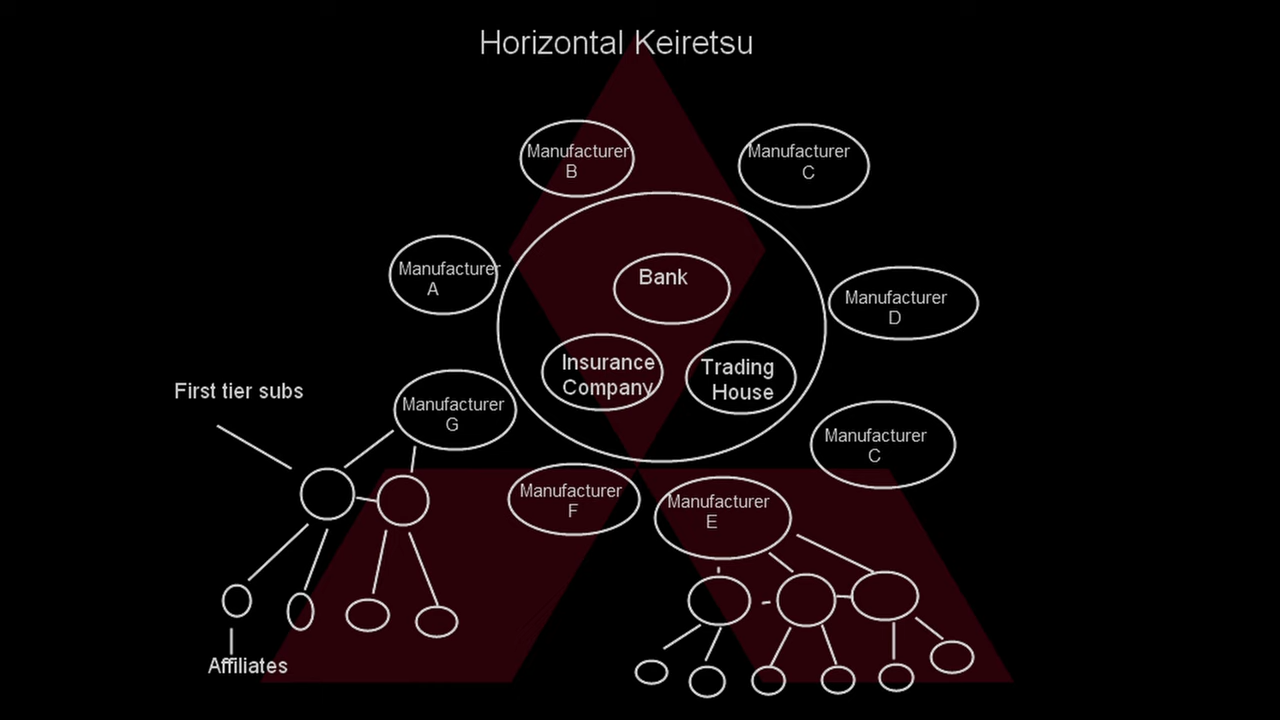 Horizontal Keiretsu
Manufacturer
B
Manufacturer
C
Manufacturer
A
Bank
Manufacturer
D
Insurance
Company
Trading
House
First tier subs
Manufacturer
G
Manufacturer
C
Manufacturer
F
Manufacturer
E
Affiliates